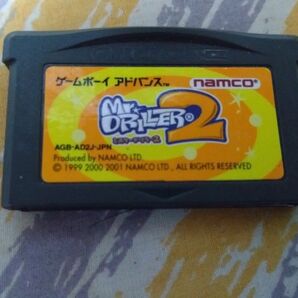 ゲームボーイ アドバンス™
namco®
Mr. DRILLER® 2
ミスタードリラー2
AGB-AD2J-JPN
Produced by NAMCO LTD.
© 1999 2000 2001 NAMCO LTD., ALL RIGHTS RESERVED